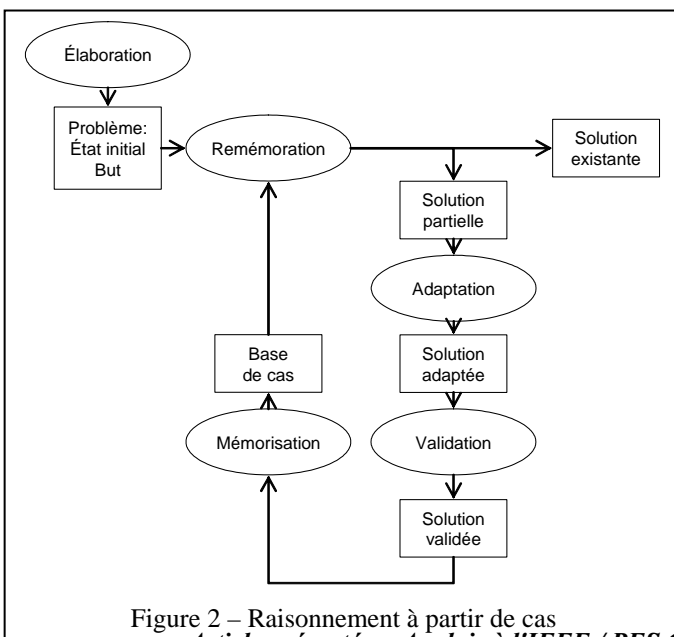 Élaboration
Problème:
État initial
But
Remémoration
Solution
existante
Solution
partielle
Adaptation
Base
de cas
Solution
adaptée
Mémorisation
Validation
Solution
validée
Figure 2 – Raisonnement à partir de cas